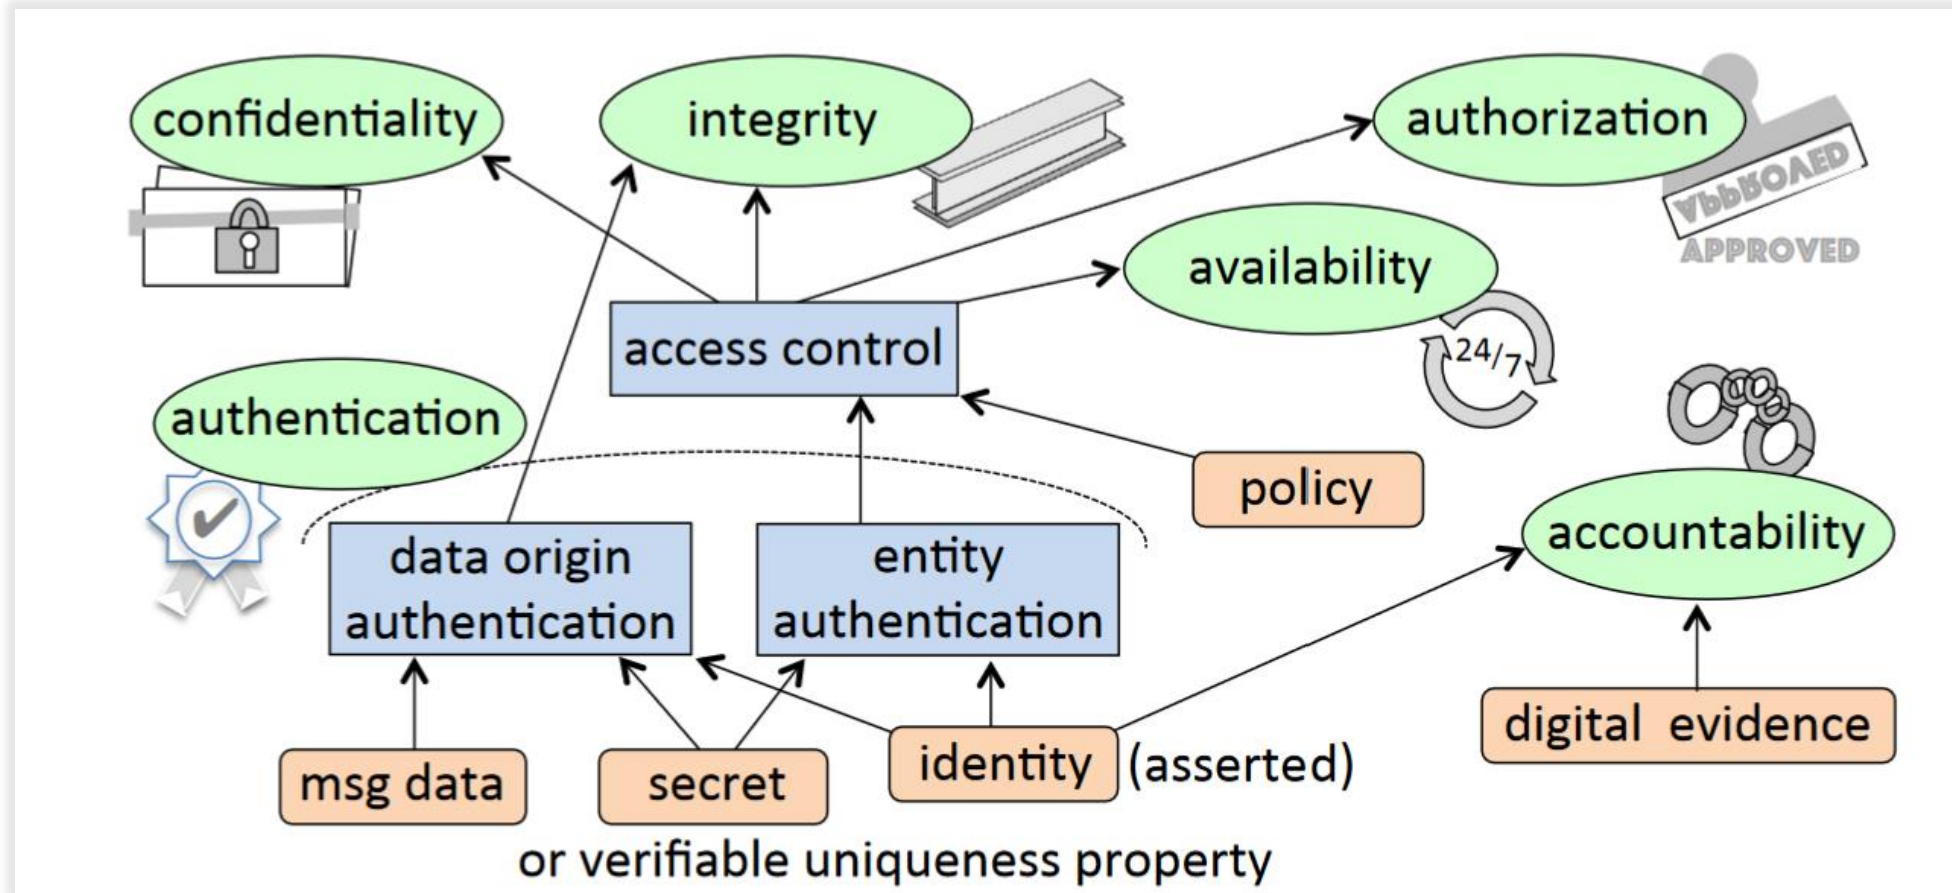 confidentiality
integrity
authorization
APPROVED
APPROVED
availability
24/7
access control
authentication
policy
accountability
data origin
authentication
entity
authentication
digital evidence
identity (asserted)
msg data
secret
or verifiable uniqueness property